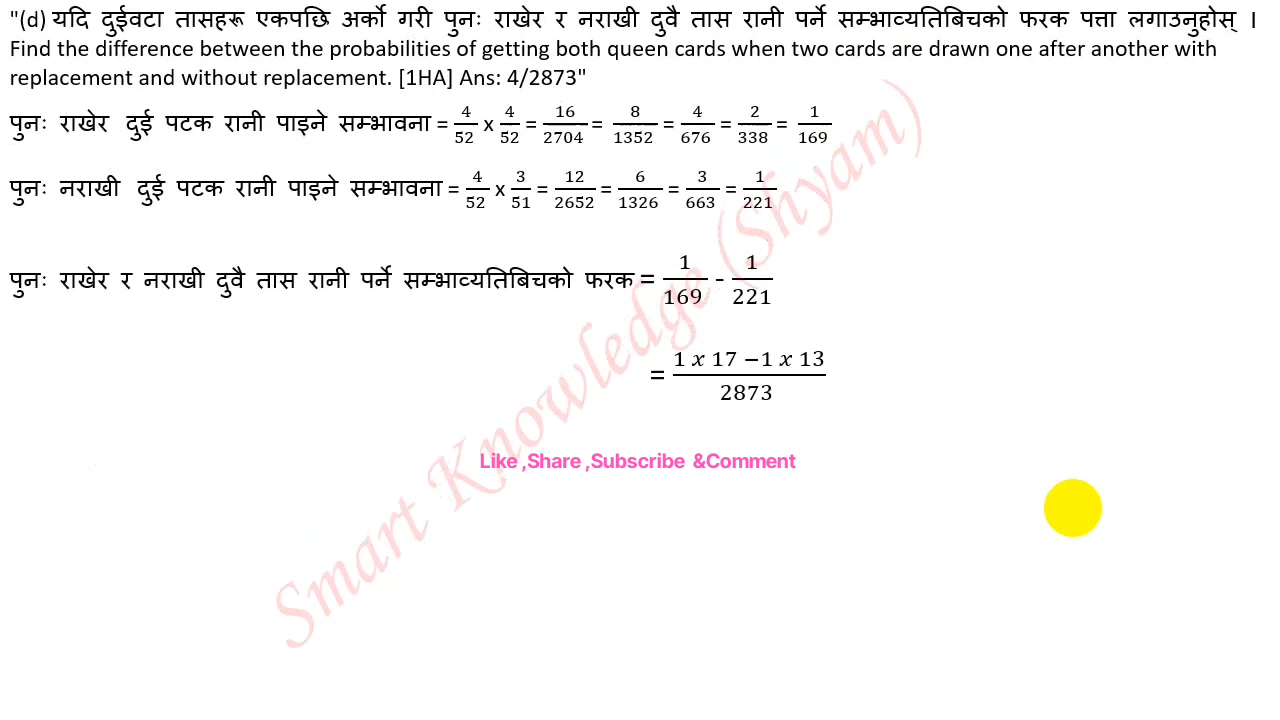 "(d) यदि दुईवटा तासहरू एकपछि अर्को गरी पुनः राखेर र नराखी दुवै तास रानी पर्ने सम्भाव्यतिबिचको फरक पत्ता लगाउनुहोस् ।
Find the difference between the probabilities of getting both queen cards when two cards are drawn one after another with
replacement and without replacement. [1HA] Ans: 4/2873"
पुनः राखेर दुई पटक रानी पाइने सम्भावना = 4/52 x 4/52 = 16/2704 = 8/1352 = 4/676 = 2/338 = 1/169
पुनः नराखी दुई पटक रानी पाइने सम्भावना = 4/52 x 3/51 = 12/2652 = 6/1326 = 3/663 = 1/221
पुनः राखेर र नराखी दुवै तास रानी पर्ने सम्भाव्यतिबिचको फरक = 1/169 - 1/221
= (1 x 17 − 1 x 13)/2873
Like ,Share ,Subscribe &Comment
Smart Knowledge (Shyam)